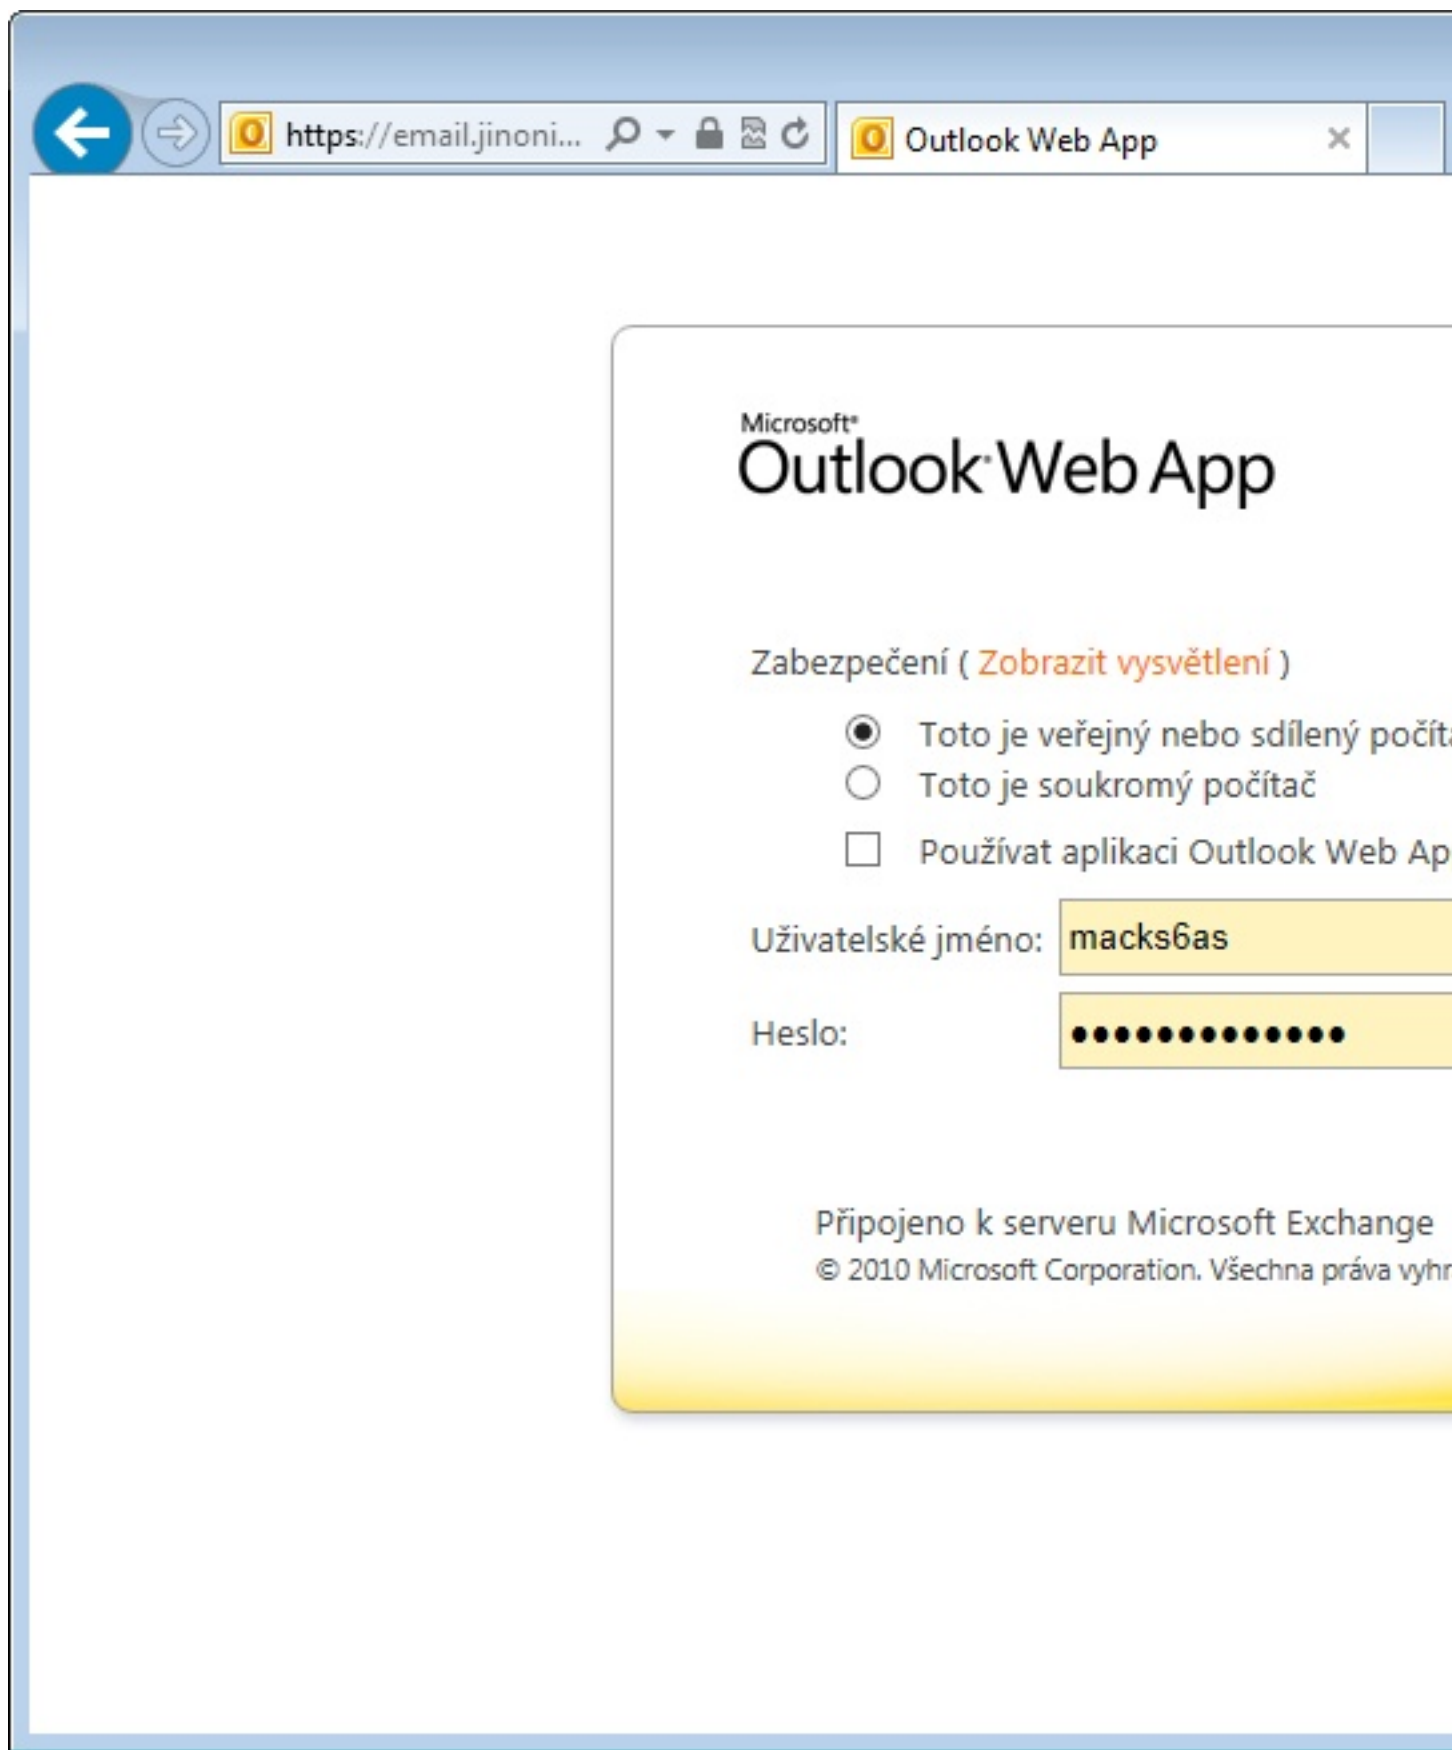 https://email.jinoni...
Outlook Web App
Microsoft®
Outlook Web App
Zabezpečení ( Zobrazit vysvětlení )
Toto je veřejný nebo sdílený počíta
Toto je soukromý počítač
Používat aplikaci Outlook Web Ap
Uživatelské jméno: macks6as
Heslo: •••••••••••••
Připojeno k serveru Microsoft Exchange
© 2010 Microsoft Corporation. Všechna práva vyhr